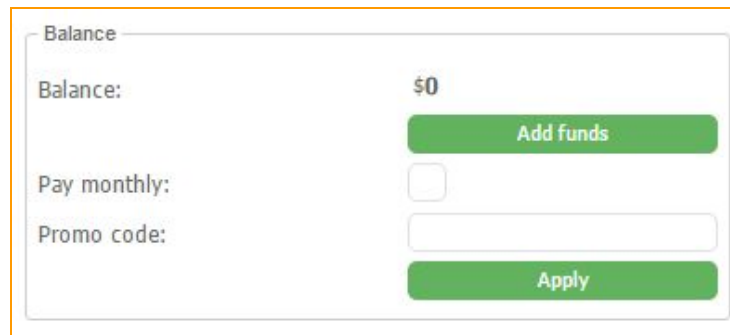 Balance
Balance: $0
Add funds
Pay monthly:
Promo code:
Apply